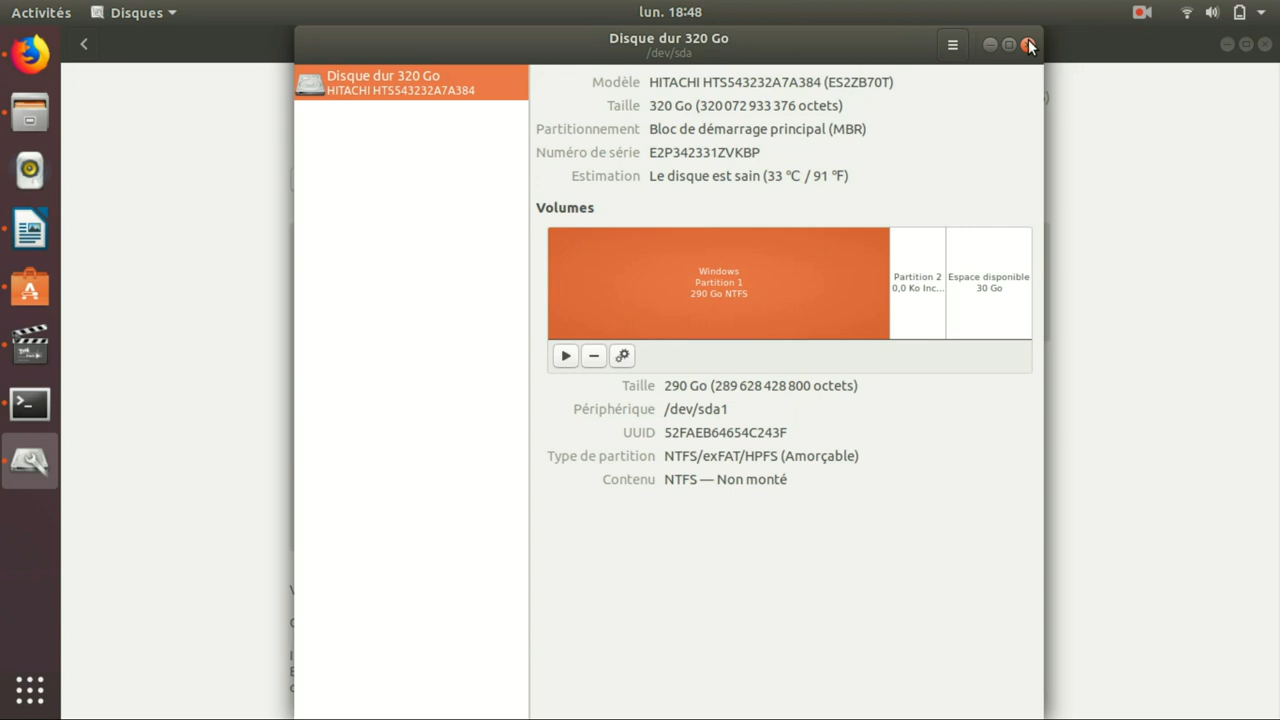 Activités
Disques
lun. 18:48
Disque dur 320 Go
/dev/sda
Disque dur 320 Go
HITACHI HTS543232A7A384
Modèle HITACHI HTS543232A7A384 (ES2ZB70T)
Taille 320 Go (320 072 933 376 octets)
Partitionnement Bloc de démarrage principal (MBR)
Numéro de série E2P342331ZVKBP
Estimation Le disque est sain (33 °C / 91 °F)
Volumes
Windows
Partition 1
290 Go NTFS
Partition 2
0,0 Ko Inc...
Espace disponible
30 Go
Taille 290 Go (289 628 428 800 octets)
Périphérique /dev/sda1
UUID 52FAEB64654C243F
Type de partition NTFS/exFAT/HPFS (Amorçable)
Contenu NTFS — Non monté